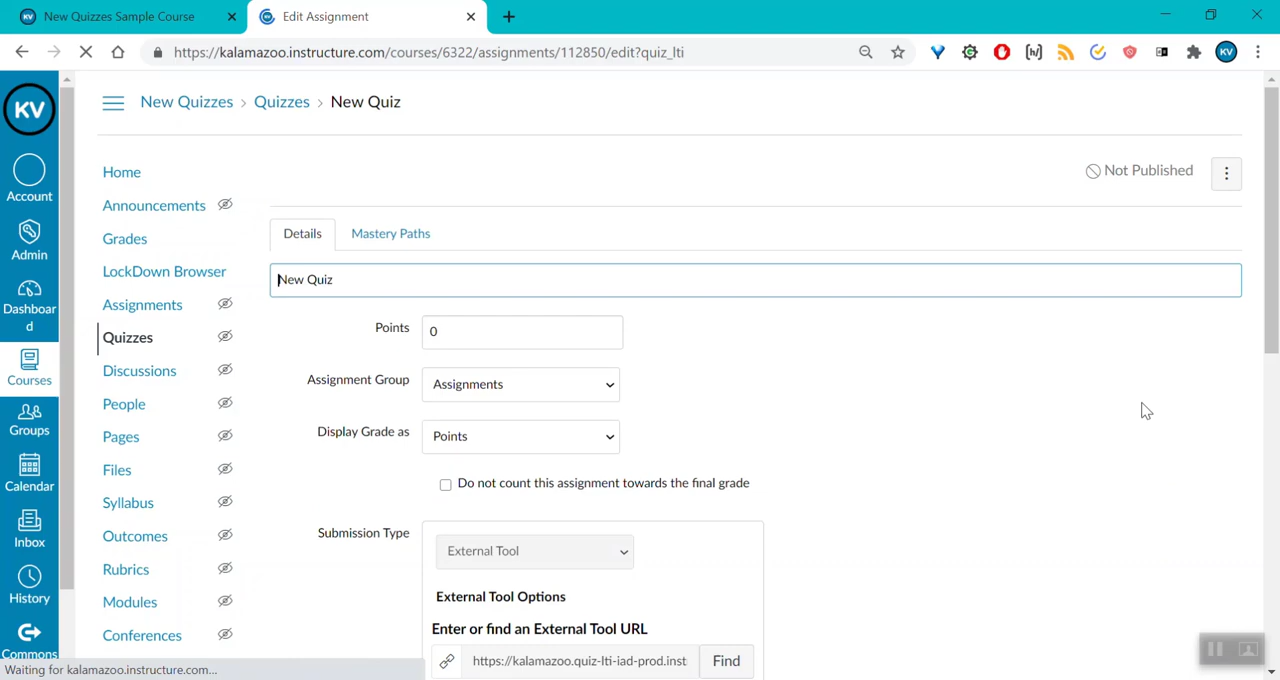 KV New Quizzes Sample Course
Edit Assignment
https://kalamazoo.instructure.com/courses/6322/assignments/112850/edit?quiz_lti
KV
KV
New Quizzes › Quizzes › New Quiz
Account
Admin
Dashboar
d
Courses
Groups
Calendar
Inbox
History
Commons
Home
Announcements
Grades
LockDown Browser
Assignments
Quizzes
Discussions
People
Pages
Files
Syllabus
Outcomes
Rubrics
Modules
Conferences
Not Published
Details
Mastery Paths
New Quiz
Points 0
Assignment Group Assignments
Display Grade as Points
Do not count this assignment towards the final grade
Submission Type External Tool
External Tool Options
Enter or find an External Tool URL
https://kalamazoo.quiz-lti-iad-prod.inst Find
Waiting for kalamazoo.instructure.com...